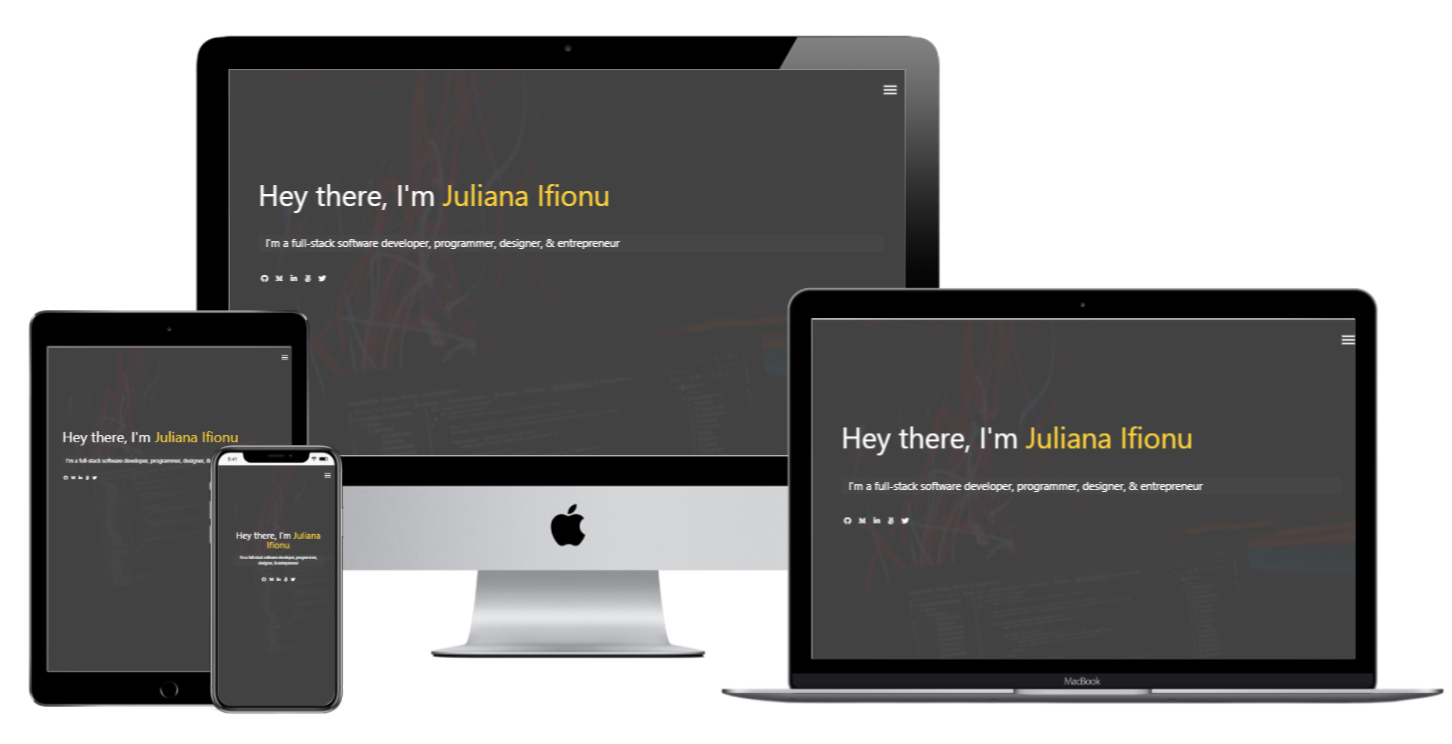 Hey there, I'm Juliana Ifionu
I'm a full-stack software developer, programmer, designer, & entrepreneur
Hey there, I'm Juliana Ifionu
I'm a full-stack software developer, programmer, designer, &
9:41
Hey there, I'm Juliana
Ifionu
I'm a full-stack software developer, programmer,
designer, & entrepreneur
Hey there, I'm Juliana Ifionu
I'm a full-stack software developer, programmer, designer, & entrepreneur
MacBook